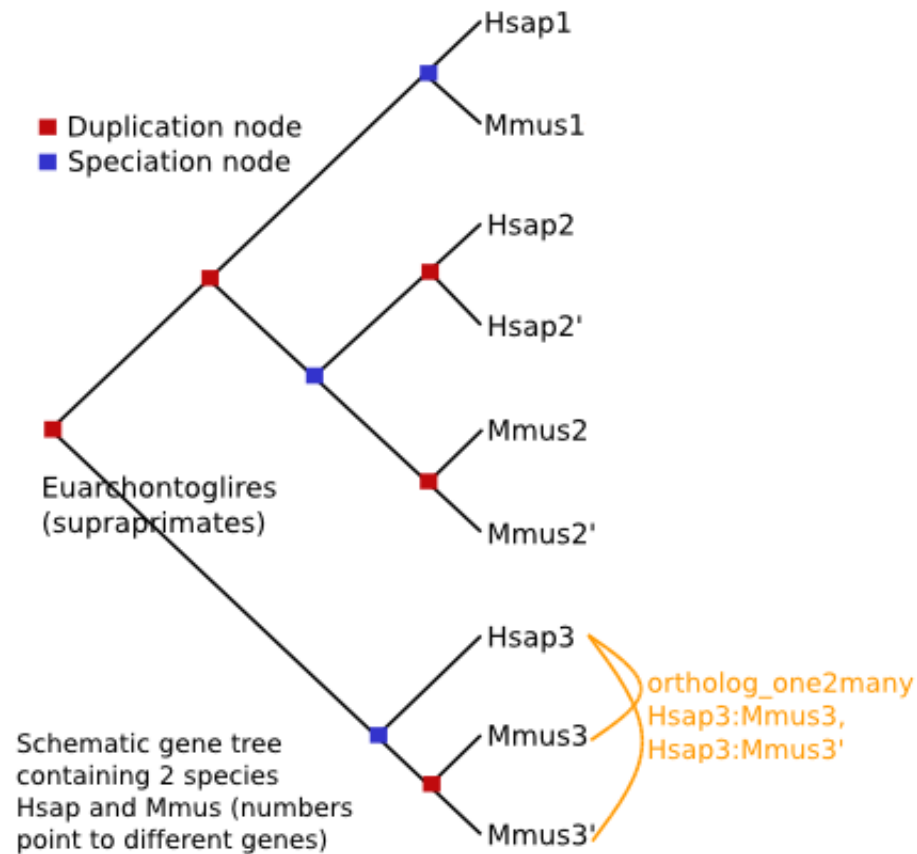 Hsap1
Mmus1
Duplication node
Speciation node
Hsap2
Hsap2'
Mmus2
Mmus2'
Euarchontoglires
(supraprimates)
Hsap3
Mmus3
Mmus3'
ortholog_one2many
Hsap3:Mmus3,
Hsap3:Mmus3'
Schematic gene tree
containing 2 species
Hsap and Mmus (numbers
point to different genes)